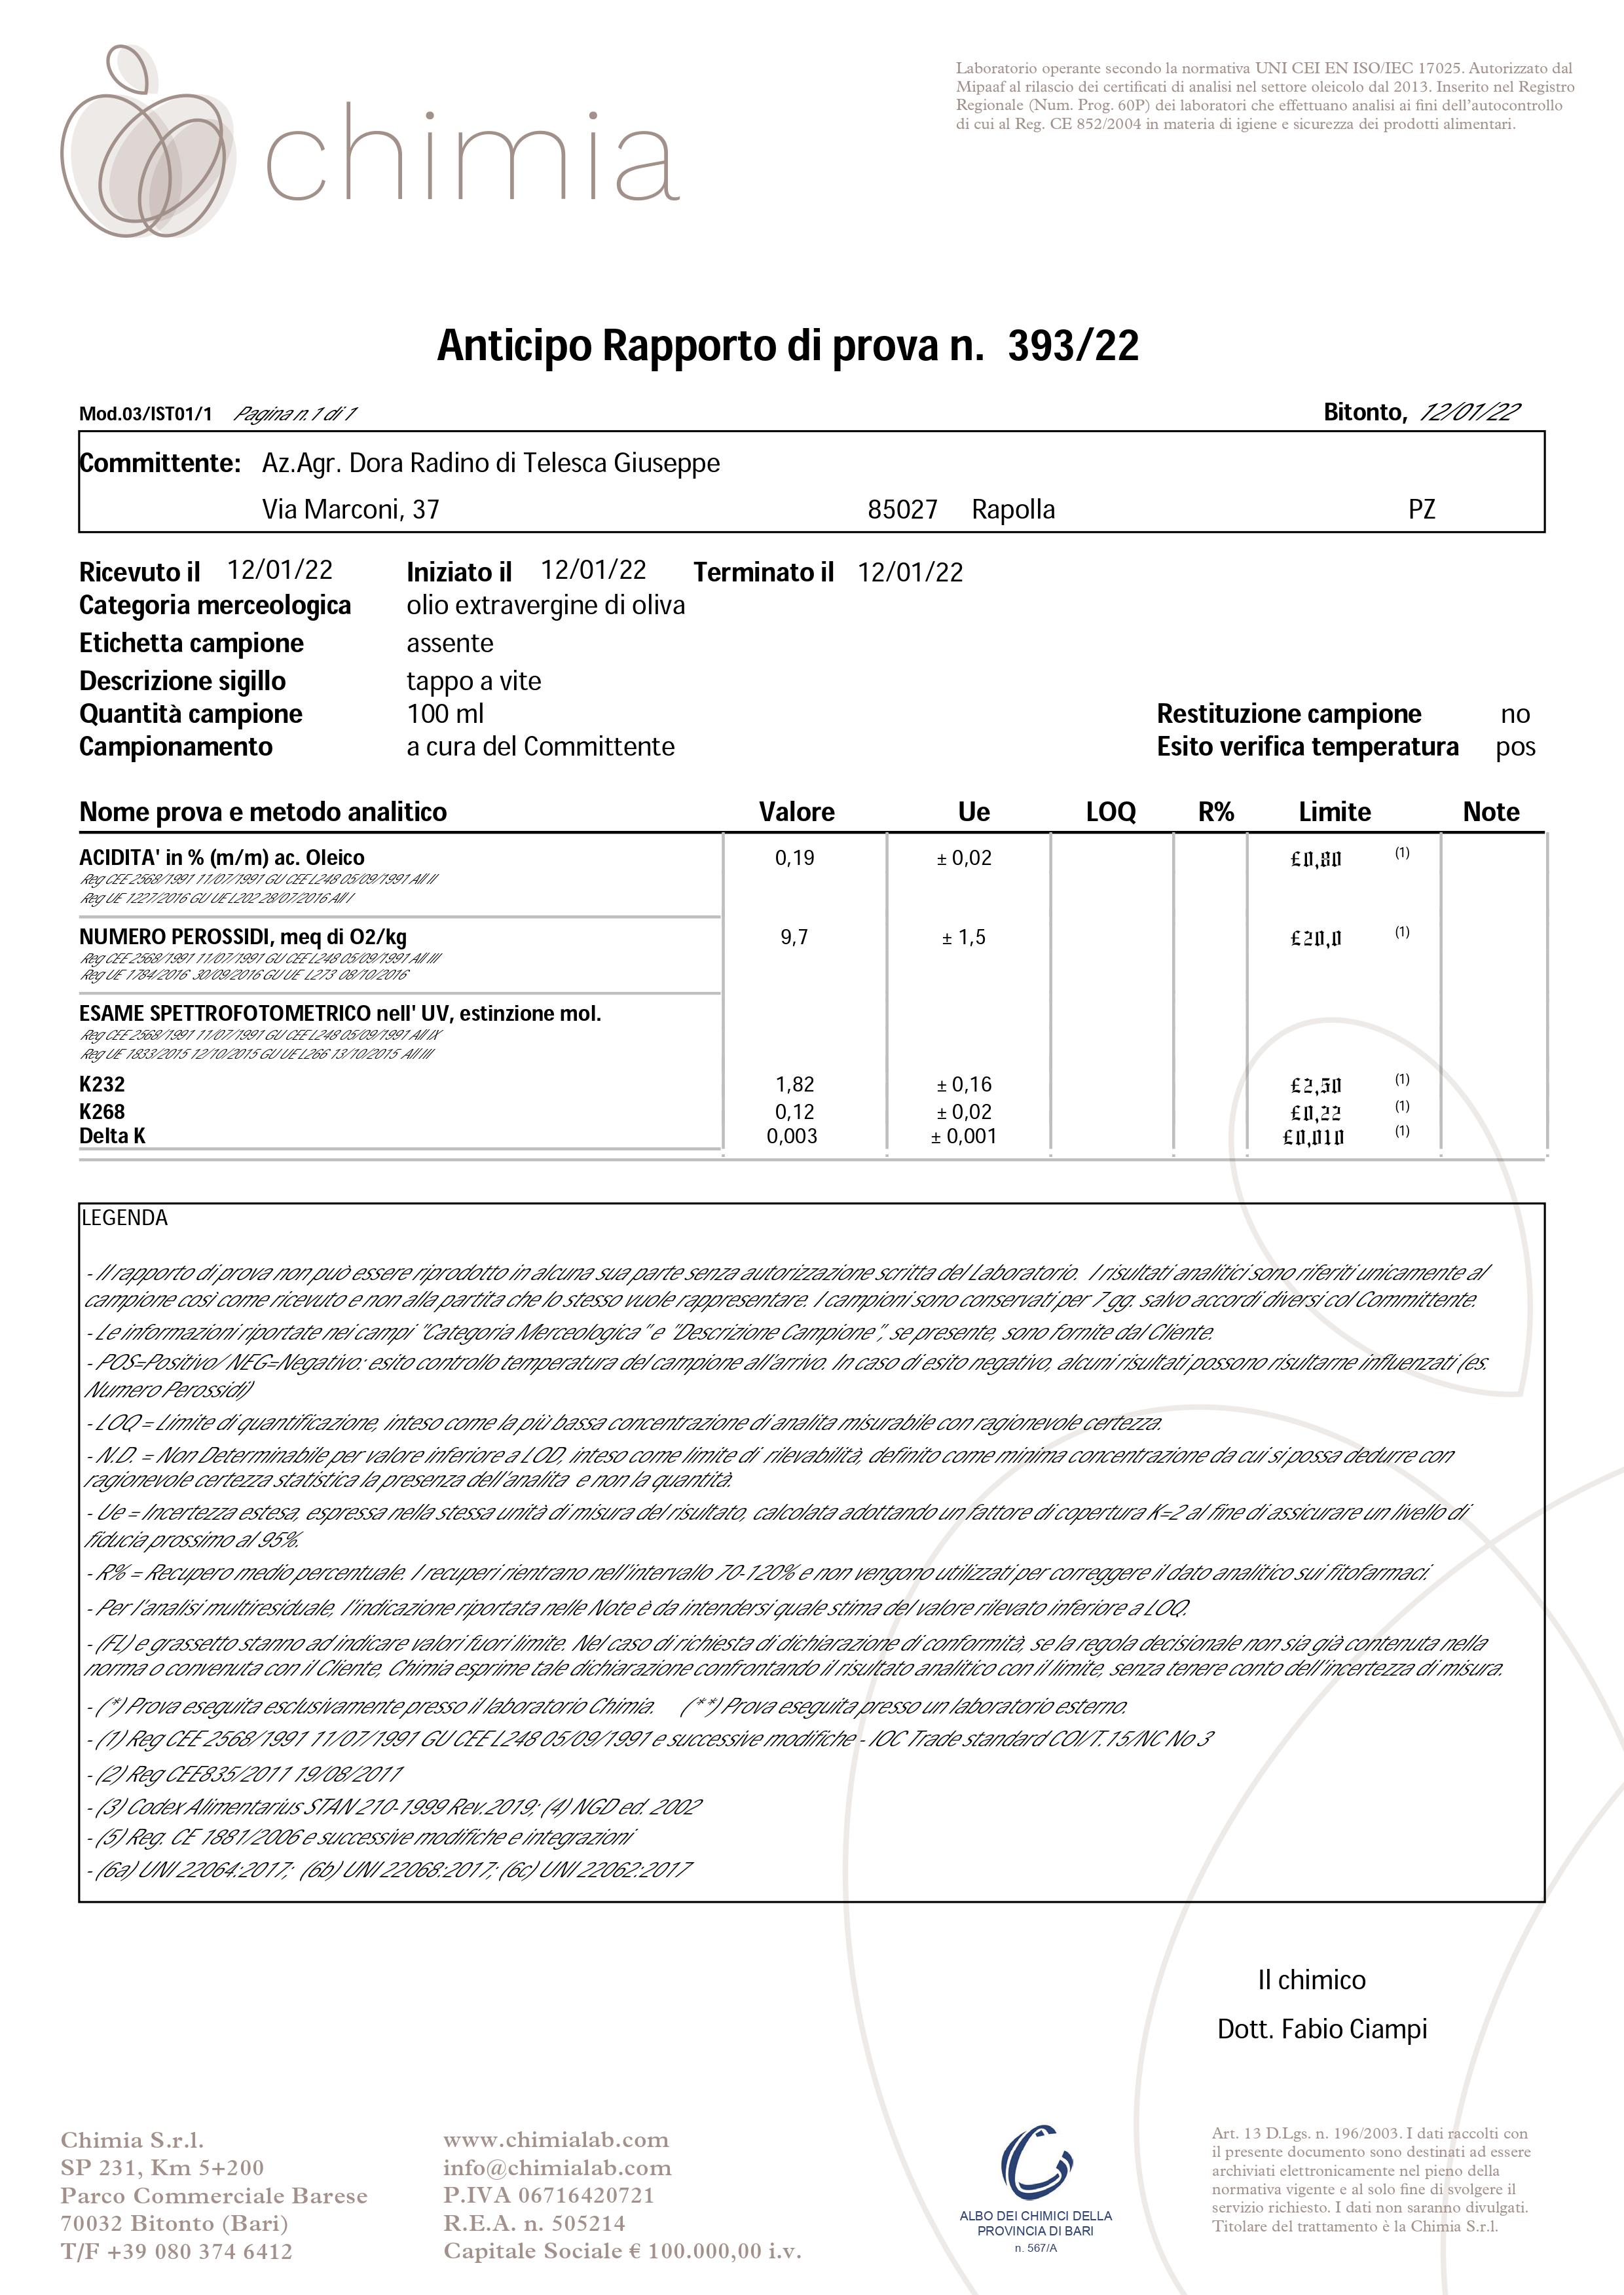 chimia
Laboratorio operante secondo la normativa UNI CEI EN ISO/IEC 17025. Autorizzato dal
Mipaaf al rilascio dei certificati di analisi nel settore oleicolo dal 2013. Inserito nel Registro
Regionale (Num. Prog. 60P) dei laboratori che effettuano analisi ai fini dell'autocontrollo
di cui al Reg. CE 852/2004 in materia di igiene e sicurezza dei prodotti alimentari.
Anticipo Rapporto di prova n. 393/22
Mod.03/IST01/1 Pagina n. 1 di 1 Bitonto, 12/01/22
Committente: Az.Agr. Dora Radino di Telesca Giuseppe
Via Marconi, 37 85027 Rapolla PZ
Ricevuto il 12/01/22 Iniziato il 12/01/22 Terminato il 12/01/22
Categoria merceologica olio extravergine di oliva
Etichetta campione assente
Descrizione sigillo tappo a vite
Quantità campione 100 ml Restituzione campione no
Campionamento a cura del Committente Esito verifica temperatura pos
Nome prova e metodo analitico Valore Ue LOQ R% Limite Note
ACIDITA' in % (m/m) ac. Oleico 0,19 ± 0,02 £0,80 (1)
Reg CEE 2568/1991 11/07/1991 GU CEE L248 05/09/1991 All II
Reg UE 1227/2016 GU UE L202 28/07/2016 All I
NUMERO PEROSSIDI, meq di O2/kg 9,7 ± 1,5 £20,0 (1)
Reg CEE 2568/1991 11/07/1991 GU CEE L248 05/09/1991 All III
Reg UE 1784/2016 30/09/2016 GU UE L273 08/10/2016
ESAME SPETTROFOTOMETRICO nell' UV, estinzione mol.
Reg CEE 2568/1991 11/07/1991 GU CEE L248 05/09/1991 All IX
Reg UE 1833/2015 12/10/2015 GU UE L266 13/10/2015 All III
K232 1,82 ± 0,16 £2,50 (1)
K268 0,12 ± 0,02 £0,22 (1)
Delta K 0,003 ± 0,001 £0,010 (1)
LEGENDA
- Il rapporto di prova non può essere riprodotto in alcuna sua parte senza autorizzazione scritta del Laboratorio. I risultati analitici sono riferiti unicamente al
campione così come ricevuto e non alla partita che lo stesso vuole rappresentare. I campioni sono conservati per 7 gg. salvo accordi diversi col Committente.
- Le informazioni riportate nei campi "Categoria Merceologica" e "Descrizione Campione", se presente, sono fornite dal Cliente.
- POS=Positivo/ NEG=Negativo: esito controllo temperatura del campione all'arrivo. In caso di esito negativo, alcuni risultati possono risultarne influenzati (es.
Numero Perossidi)
- LOQ = Limite di quantificazione, inteso come la più bassa concentrazione di analita misurabile con ragionevole certezza.
- N.D. = Non Determinabile per valore inferiore a LOD, inteso come limite di rilevabilità, definito come minima concentrazione da cui si possa dedurre con
ragionevole certezza statistica la presenza dell'analita e non la quantità.
- Ue = Incertezza estesa, espressa nella stessa unità di misura del risultato, calcolata adottando un fattore di copertura K=2 al fine di assicurare un livello di
fiducia prossimo al 95%.
- R% = Recupero medio percentuale. I recuperi rientrano nell'intervallo 70-120% e non vengono utilizzati per correggere il dato analitico sui fitofarmaci.
- Per l'analisi multiresiduale, l'indicazione riportata nelle Note è da intendersi quale stima del valore rilevato inferiore a LOQ.
- (FL) e grassetto stanno ad indicare valori fuori limite. Nel caso di richiesta di dichiarazione di conformità, se la regola decisionale non sia già contenuta nella
norma o convenuta con il Cliente, Chimia esprime tale dichiarazione confrontando il risultato analitico con il limite, senza tenere conto dell'incertezza di misura.
- (*) Prova eseguita esclusivamente presso il laboratorio Chimia. (**) Prova eseguita presso un laboratorio esterno.
- (1) Reg CEE 2568/1991 11/07/1991 GU CEE L248 05/09/1991 e successive modifiche - IOC Trade standard COI/T.15/NC No 3
- (2) Reg CEE835/2011 19/08/2011
- (3) Codex Alimentarius STAN 210-1999 Rev.2019; (4) NGD ed. 2002
- (5) Reg. CE 1881/2006 e successive modifiche e integrazioni
- (6a) UNI 22064:2017; (6b) UNI 22068:2017; (6c) UNI 22062:2017
Il chimico
Dott. Fabio Ciampi
Chimia S.r.l.
SP 231, Km 5+200
Parco Commerciale Barese
70032 Bitonto (Bari)
T/F +39 080 374 6412
www.chimialab.com
info@chimialab.com
P.IVA 06716420721
R.E.A. n. 505214
Capitale Sociale € 100.000,00 i.v.
ALBO DEI CHIMICI DELLA
PROVINCIA DI BARI
n. 567/A
Art. 13 D.Lgs. n. 196/2003. I dati raccolti con
il presente documento sono destinati ad essere
archiviati elettronicamente nel pieno della
normativa vigente e al solo fine di svolgere il
servizio richiesto. I dati non saranno divulgati.
Titolare del trattamento è la Chimia S.r.l.